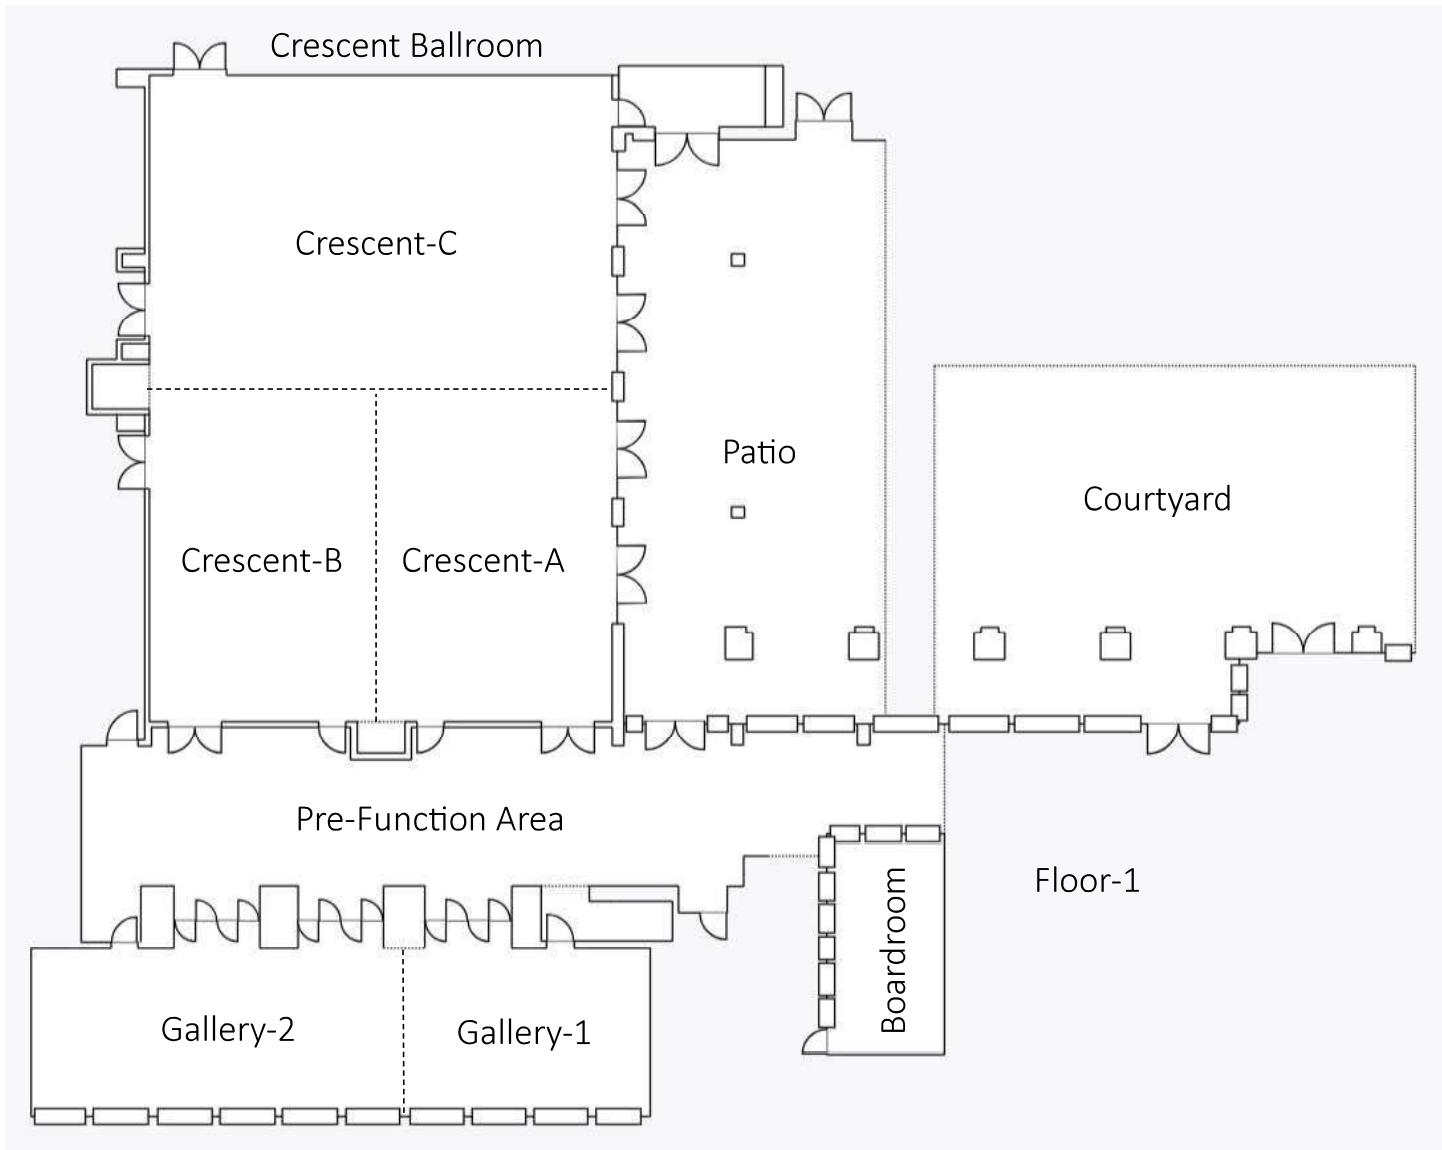 Crescent Ballroom
Crescent-C
Patio
Courtyard
Crescent-B
Crescent-A
Pre-Function Area
Floor-1
Boardroom
Gallery-2
Gallery-1